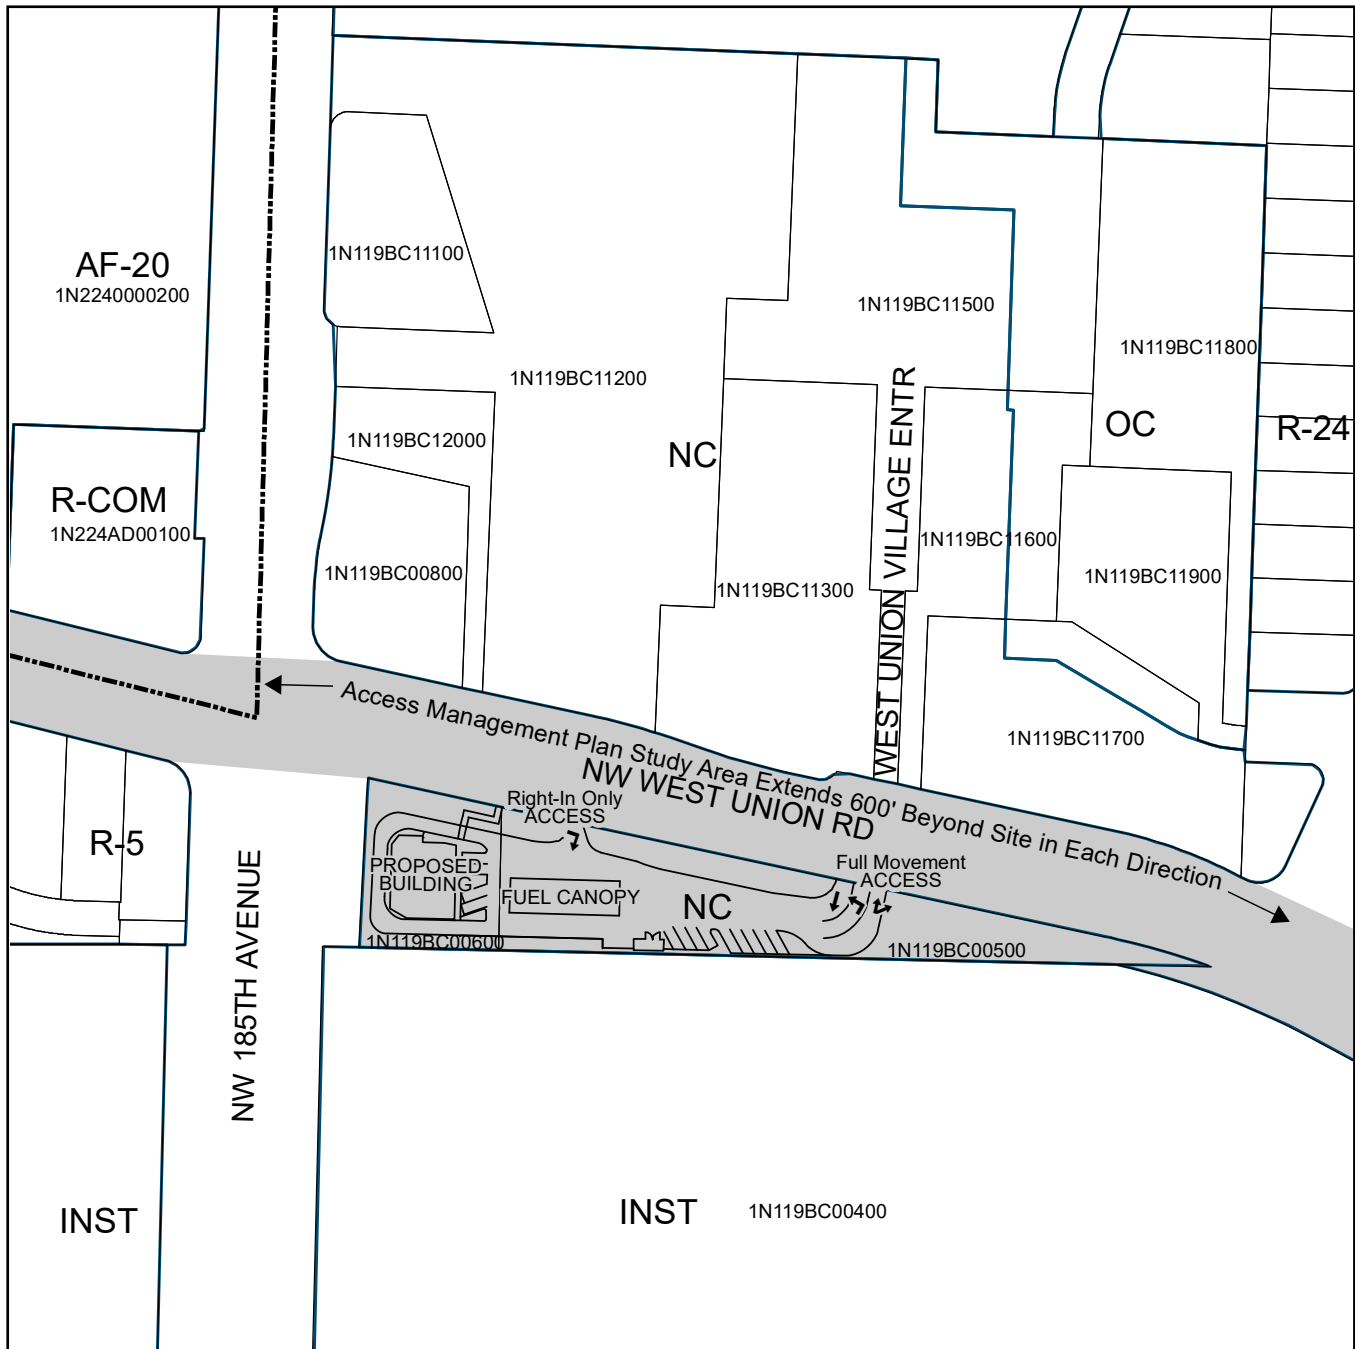 1N119BC11100
AF-20
1N2240000200
1N119BC11500
1N119BC11800
1N119BC11200
OC
R-24
1N119BC12000
NC
R-COM
1N224AD00100
WEST UNION VILLAGE ENTR
1N119BC11600
1N119BC00800
1N119BC11300
1N119BC11900
Access Management Plan Study Area Extends 600' Beyond Site in Each Direction
1N119BC11700
NW WEST UNION RD
Right-In Only
ACCESS
R-5
PROPOSED
BUILDING
Full Movement
ACCESS
FUEL CANOPY
NC
1N119BC00600
1N119BC00500
NW 185TH AVENUE
INST
INST
1N119BC00400